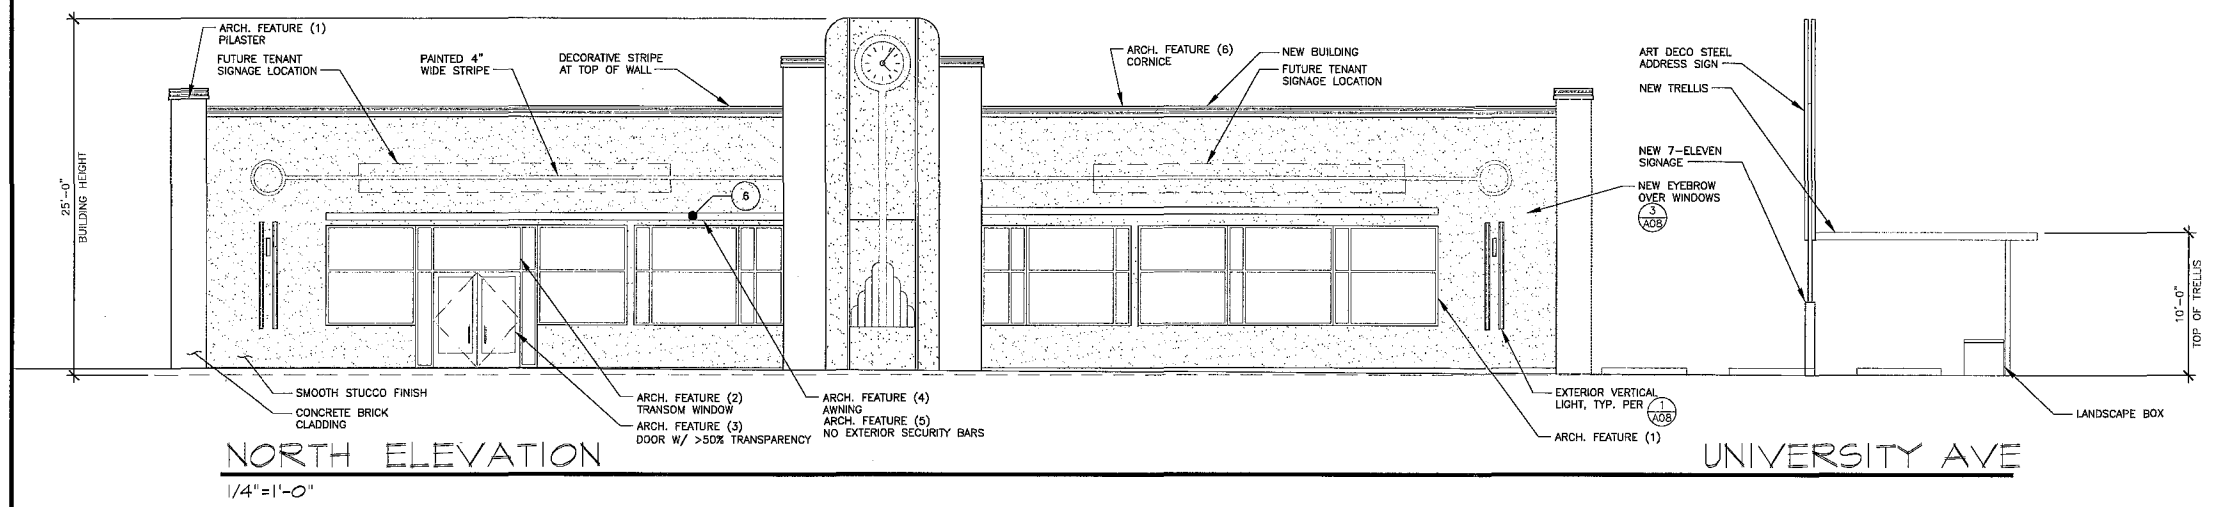 ARCH. FEATURE (1)
PILASTER
FUTURE TENANT
SIGNAGE LOCATION
PAINTED 4"
WIDE STRIPE
DECORATIVE STRIPE
AT TOP OF WALL
ARCH. FEATURE (6)
CORNICE
NEW BUILDING
FUTURE TENANT
SIGNAGE LOCATION
ART DECO STEEL
ADDRESS SIGN
NEW TRELLIS
NEW 7-ELEVEN
SIGNAGE
NEW EYEBROW
OVER WINDOWS
3
A08
25'-0"
BUILDING HEIGHT
6
10'-0"
TOP OF TRELLIS
SMOOTH STUCCO FINISH
CONCRETE BRICK
CLADDING
ARCH. FEATURE (2)
TRANSOM WINDOW
ARCH. FEATURE (3)
DOOR W/ >50% TRANSPARENCY
ARCH. FEATURE (4)
AWNING
ARCH. FEATURE (5)
NO EXTERIOR SECURITY BARS
EXTERIOR VERTICAL
LIGHT, TYP. PER
1
A08
ARCH. FEATURE (1)
LANDSCAPE BOX
NORTH ELEVATION
UNIVERSITY AVE
1/4"=1'-0"